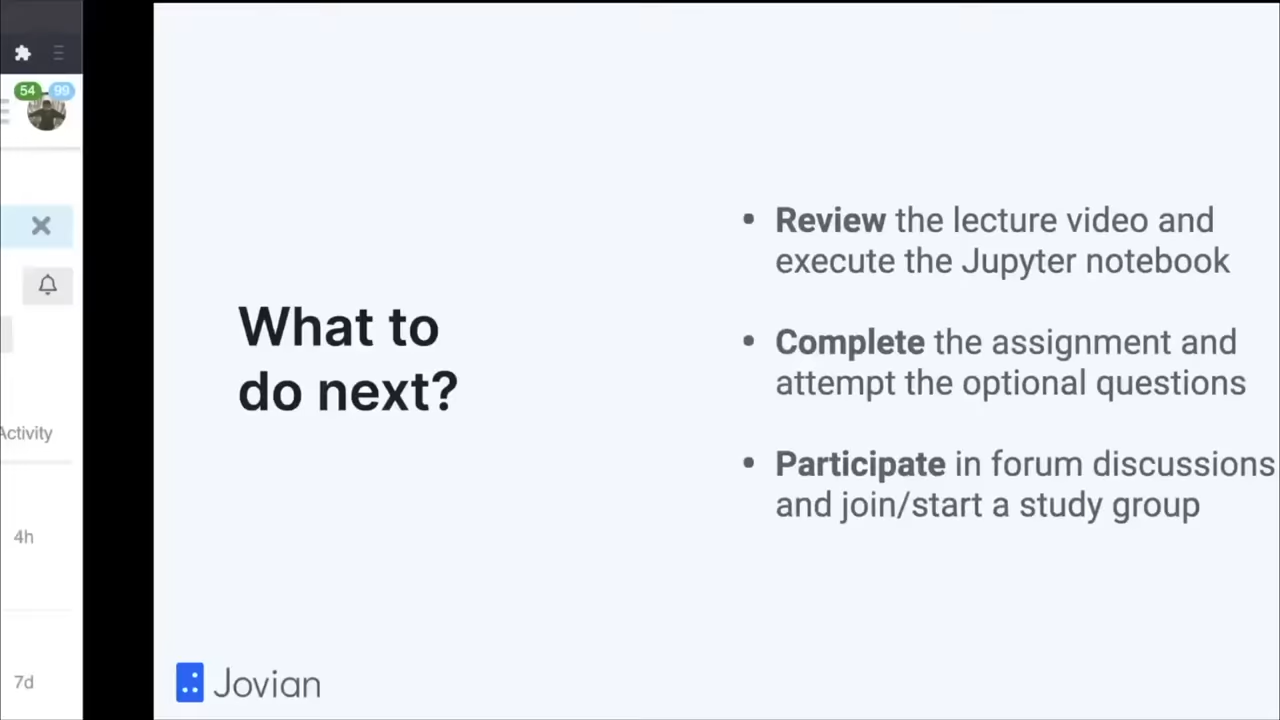 54
99
Activity
4h
7d
What to
do next?
• Review the lecture video and
execute the Jupyter notebook
• Complete the assignment and
attempt the optional questions
• Participate in forum discussions
and join/start a study group
Jovian